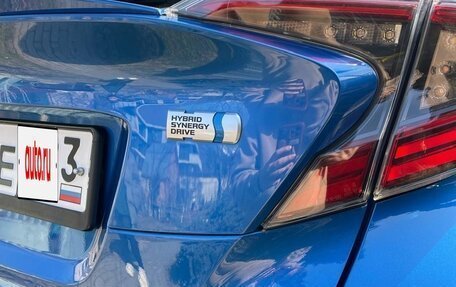 HYBRID
SYNERGY
DRIVE
E auto.ru 3